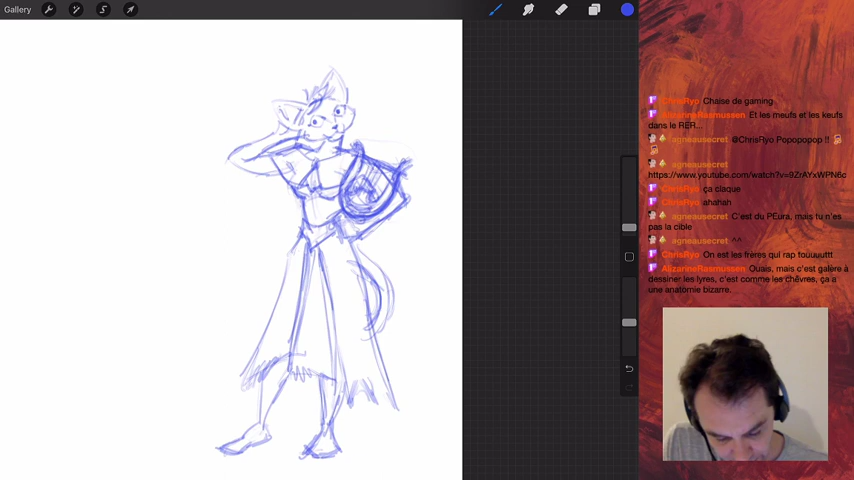 Gallery
ChrisRyo Chaise de gaming
AlizarineRasmussen Et les meufs et les keufs
dans le RER...
agneausecret @ChrisRyo Popopopop !!
agneausecret
https://www.youtube.com/watch?v=9ZrAYxWPN6c
ChrisRyo ça claque
ChrisRyo ahahah
agneausecret C'est du PEura, mais tu n'es
pas la cible
agneausecret ^^
ChrisRyo On est les frères qui rap touuuuttt
AlizarineRasmussen Ouais, mais c'est galère à
dessiner les lyres, c'est comme les chèvres, ça a
une anatomie bizarre.